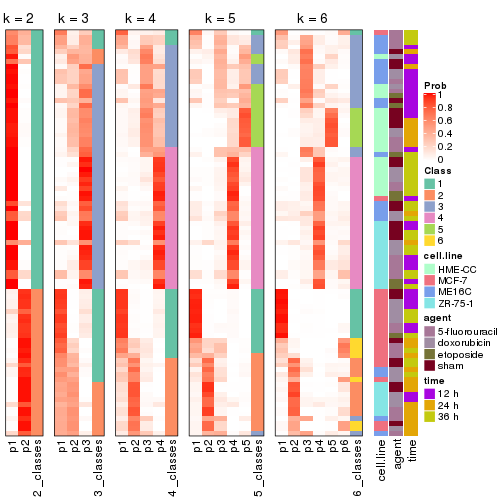 k = 2
k = 3
k = 4
k = 5
k = 6
p1
p2
2_classes
p1
p2
p3
3_classes
p1
p2
p3
p4
4_classes
p1
p2
p3
p4
p5
5_classes
p1
p2
p3
p4
p5
p6
6_classes
cell.line
agent
time
Prob
1
0.8
0.6
0.4
0.2
0
Class
1
2
3
4
5
6
cell.line
HME-CC
MCF-7
ME16C
ZR-75-1
agent
5-fluorouracil
doxorubicin
etoposide
sham
time
12 h
24 h
36 h